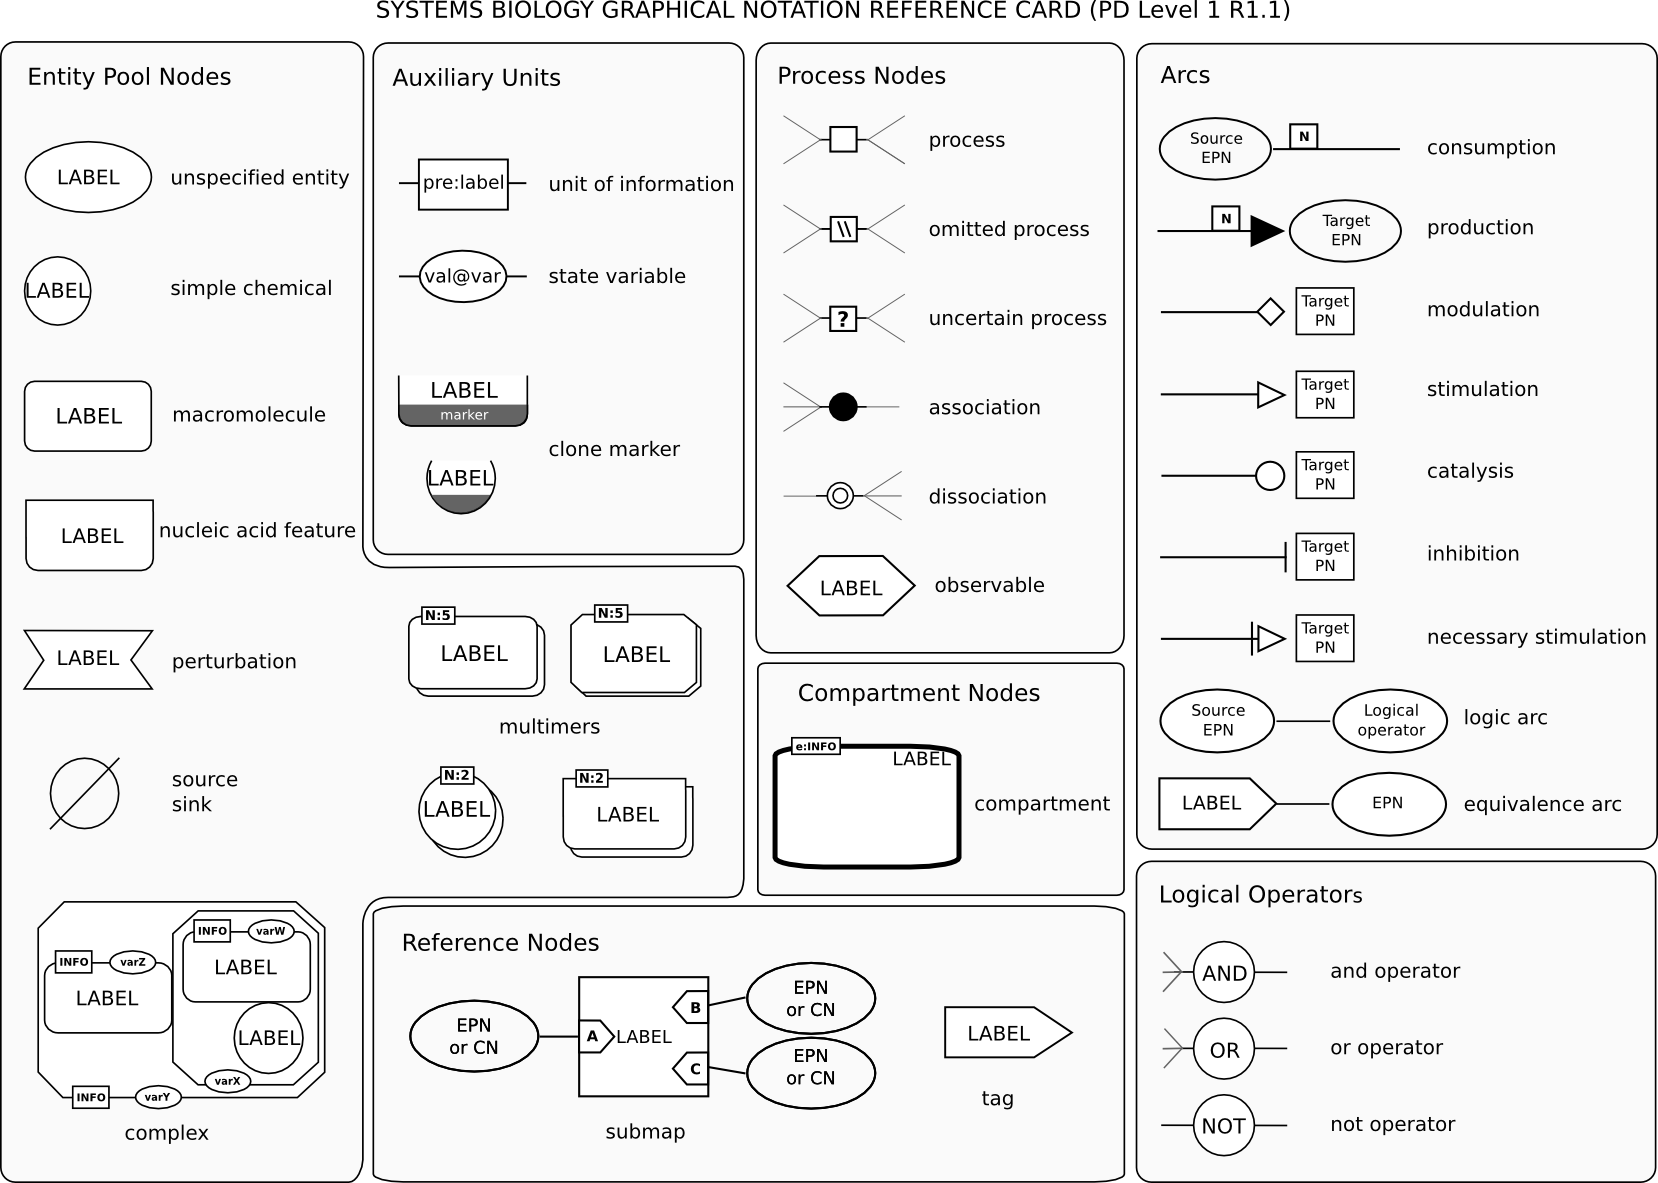 SYSTEMS BIOLOGY GRAPHICAL NOTATION REFERENCE CARD (PD Level 1 R1.1)
Entity Pool Nodes
LABEL
unspecified entity
LABEL
simple chemical
LABEL
macromolecule
LABEL
nucleic acid feature
LABEL
perturbation
source
sink
INFO
varW
LABEL
INFO
varZ
LABEL
LABEL
varX
INFO
varY
complex
N:5
LABEL
N:5
LABEL
multimers
N:2
LABEL
N:2
LABEL
Auxiliary Units
pre:label
unit of information
val@var
state variable
LABEL
marker
clone marker
LABEL
Process Nodes
process
\\
omitted process
?
uncertain process
association
dissociation
LABEL
observable
Compartment Nodes
e:INFO
LABEL
compartment
Reference Nodes
EPN
or CN
A
LABEL
B
C
EPN
or CN
EPN
or CN
submap
LABEL
tag
Arcs
Source
EPN
N
consumption
N
Target
EPN
production
Target
PN
modulation
Target
PN
stimulation
Target
PN
catalysis
Target
PN
inhibition
Target
PN
necessary stimulation
Source
EPN
Logical
operator
logic arc
LABEL
EPN
equivalence arc
Logical Operators
AND
and operator
OR
or operator
NOT
not operator